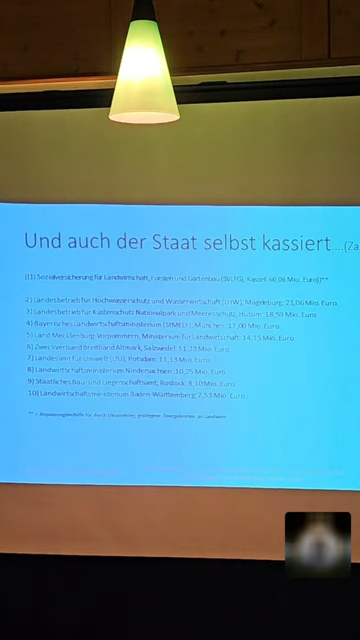 Und auch der Staat selbst kassiert....(Za
((1) Sozialversicherung für Landwirtschaft, Forsten und Gartenbau (SVLFG), Kassel: 60,06 Mio. Euro))**
2) Landesbetrieb für Hochwasserschutz und Wasserwirtschaft (LHW), Magdeburg: 21,06 Mio. Euro
3) Landesbetrieb für Küstenschutz Nationalpark und Meeresschutz, Husum: 18,59 Mio. Euro
4) Bayerisches Landwirtschaftsministerium (StMELF), München: 17,00 Mio. Euro
5) Land Mecklenburg-Vorpommern, Ministerium für Landwirtschaft: 14,15 Mio. Euro
6) Zweckverband Breitband Altmark, Salzwedel: 11,23 Mio. Euro
7) Landesamt für Umwelt (LfU), Potsdam: 11,13 Mio. Euro
8) Landwirtschaftsministerium Niedersachsen: 10,25 Mio. Euro
9) Staatliches Bau- und Liegenschaftsamt, Rostock: 8,10 Mio. Euro
10) Landwirtschaftsministerium Baden-Württemberg: 7,53 Mio. Euro
** = Anpassungsbeihilfe für durch Ukrainekrieg gestiegene Energiekosten an Landwirte